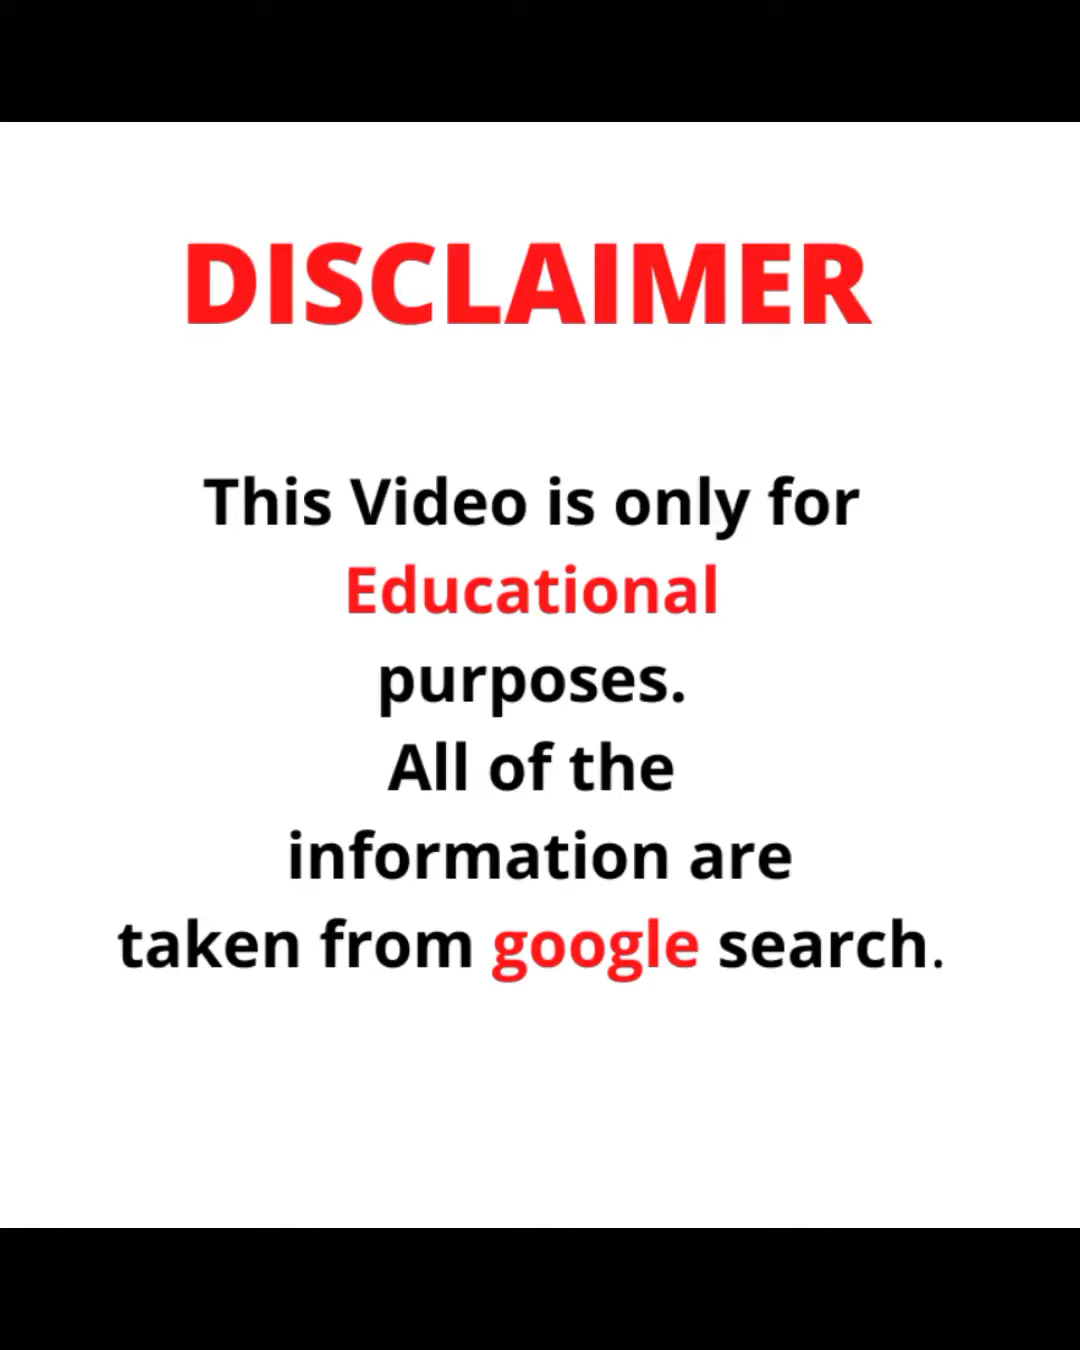 DISCLAIMER
This Video is only for
Educational
purposes.
All of the
information are
taken from google search.